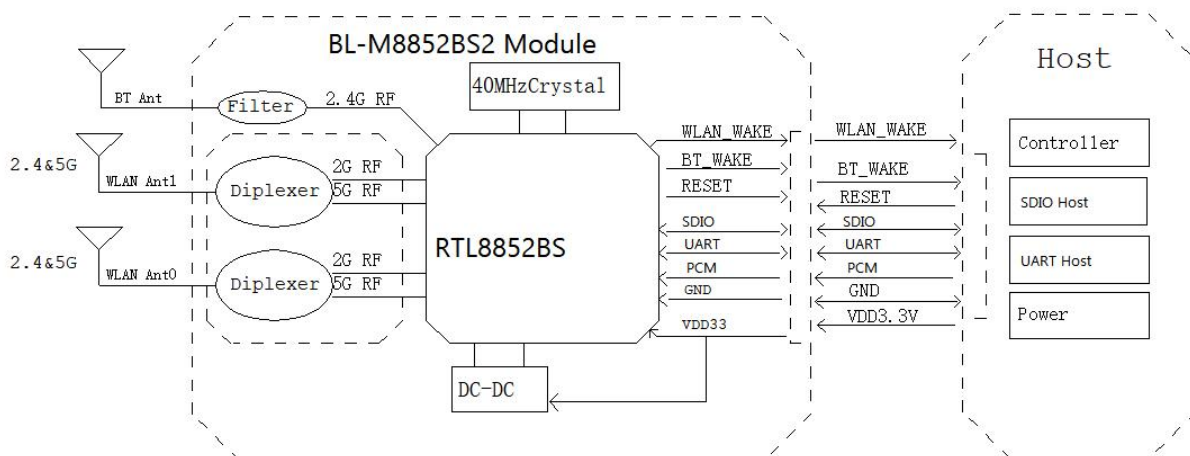 BL-M8852BS2 Module
Host
40MHzCrystal
BT Ant
Filter
2.4G RF
2.4&5G
WLAN Ant1
Diplexer
2G RF
5G RF
2.4&5G
WLAN Ant0
Diplexer
2G RF
5G RF
RTL8852BS
DC-DC
WLAN_WAKE
BT_WAKE
RESET
SDIO
UART
PCM
GND
VDD33
WLAN_WAKE
BT_WAKE
RESET
SDIO
UART
PCM
GND
VDD3.3V
Controller
SDIO Host
UART Host
Power